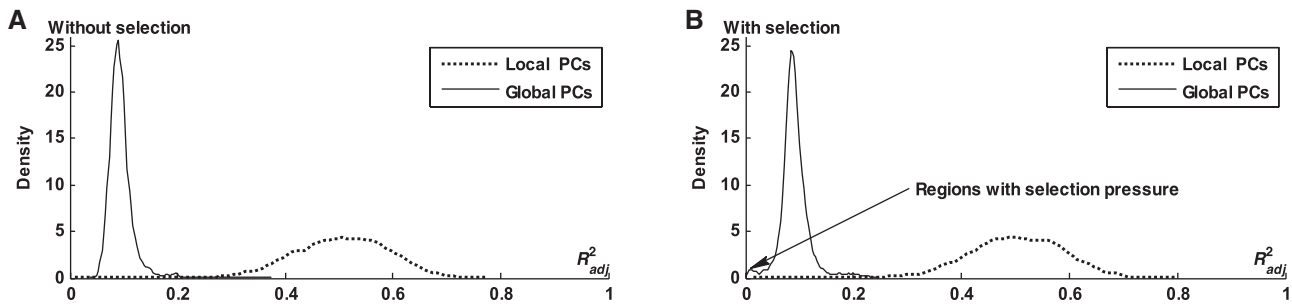 A
Without selection
25
20
15
10
5
0
Density
Local PCs
Global PCs
R²adj
0
0.2
0.4
0.6
0.8
1
B
With selection
25
20
15
10
5
0
Density
Local PCs
Global PCs
Regions with selection pressure
R²adj
0
0.2
0.4
0.6
0.8
1